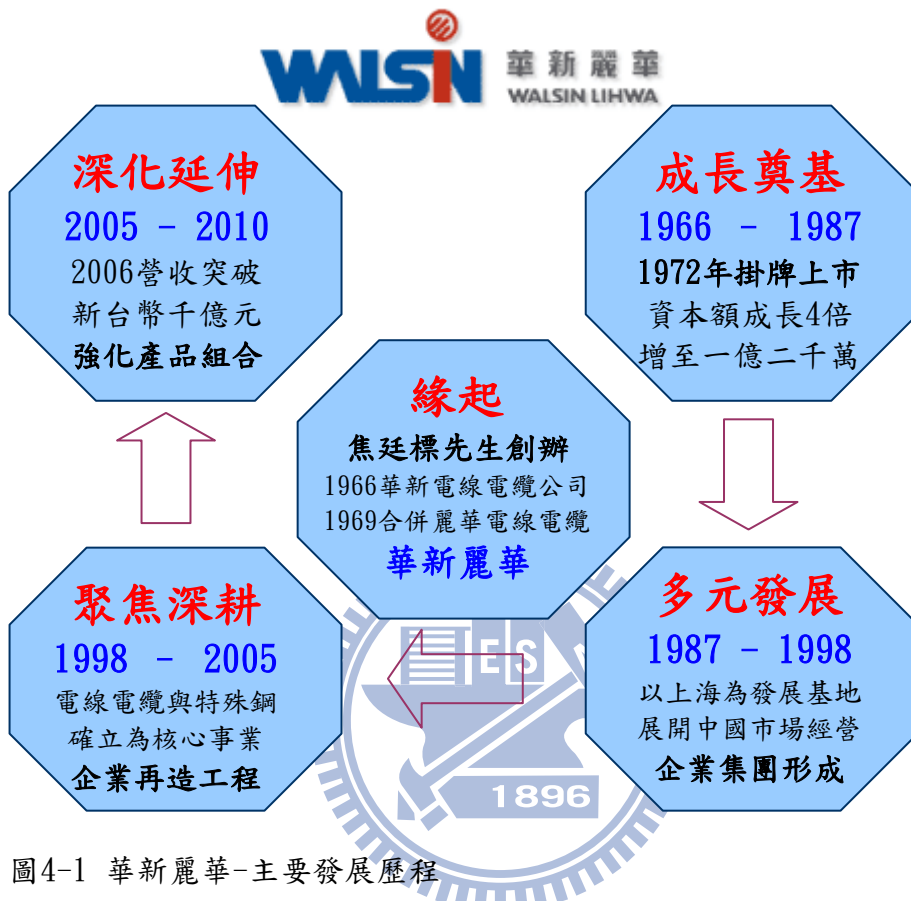 WALSIN 華新麗華
WALSIN LIHWA
深化延伸
2005 - 2010
2006營收突破
新台幣千億元
強化產品組合
成長奠基
1966 - 1987
1972年掛牌上市
資本額成長4倍
增至一億二千萬
緣起
焦廷標先生創辦
1966華新電線電纜公司
1969合併麗華電線電纜
華新麗華
聚焦深耕
1998 - 2005
電線電纜與特殊鋼
確立為核心事業
企業再造工程
多元發展
1987 - 1998
以上海為發展基地
展開中國市場經營
企業集團形成
ES
1896
圖4-1 華新麗華-主要發展歷程